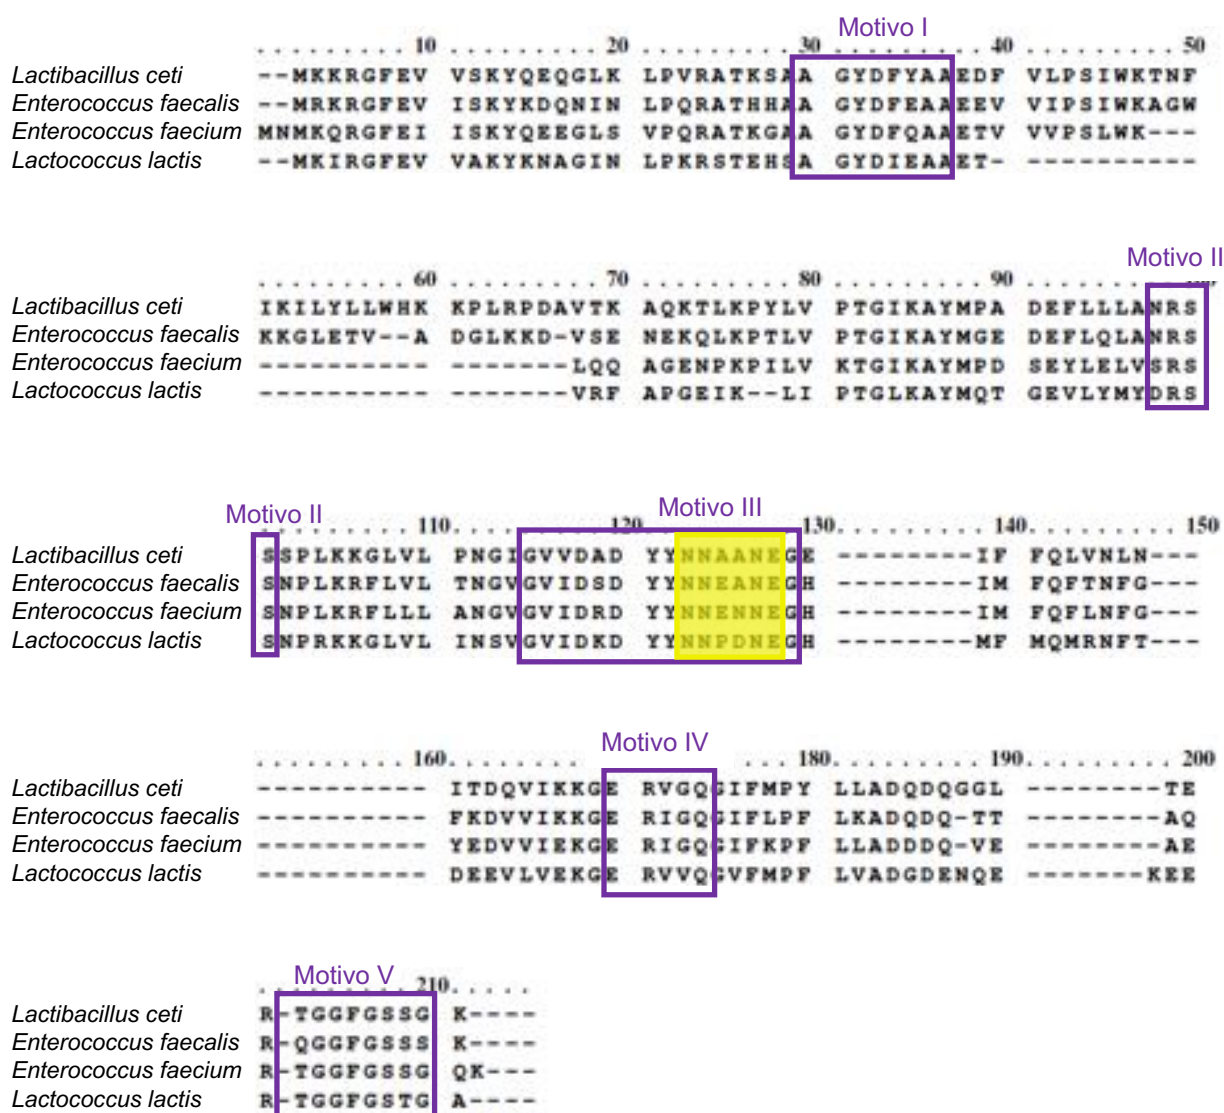 Motivo I
. . . . . . . . . 10 . . . . . . . . . 20 . . . . . . . . . 30 . . . . . . . . . 40 . . . . . . . . . 50
Lactibacillus ceti --MKKRGFEV VSKYQEQGLK LPVRATKSAA GYDFYAAEDF VLPSIWKTNF
Enterococcus faecalis --MRKRGFEV ISKYKDQNIN LPQRATHHAA GYDFEAAEEV VIPSIWKAGW
Enterococcus faecium MNMKQRGFEI ISKYQEEGLS VPQRATKGAA GYDFQAAETV VVPSLWK---
Lactococcus lactis --MKIRGFEV VAKYKNAGIN LPKRSTEHSA GYDIEAAET- ----------
Motivo II
. . . . . . . . . 60 . . . . . . . . . 70 . . . . . . . . . 80 . . . . . . . . . 90 . . . . . . .
Lactibacillus ceti IKILYLLWHK KPLRPDAVTK AQKTLKPYLV PTGIKAYMPA DEFLLLANRS
Enterococcus faecalis KKGLETV--A DGLKKD-VSE NEKQLKPTLV PTGIKAYMGE DEFLQLANRS
Enterococcus faecium ---------- -------LQQ AGENPKPILV KTGIKAYMPD SEYLELVSRS
Lactococcus lactis ---------- -------VRF APGEIK--LI PTGLKAYMQT GEVLYMYDRS
Motivo II Motivo III
. . . . . . . . . 110. . . . . . . . . 120. . . . . . . . . 130. . . . . . . . . 140. . . . . . . . . 150
Lactibacillus ceti SSPLKKGLVL PNGIGVVDAD YYNNAANEGE --------IF FQLVNLN---
Enterococcus faecalis SNPLKRFLVL TNGVGVIDSD YYNNEANEGH --------IM FQFTNFG---
Enterococcus faecium SNPLKRFLLL ANGVGVIDRD YYNNENNEGH --------IM FQFLNFG---
Lactococcus lactis SNPRKKGLVL INSVGVIDKD YYNNPDNEGH --------MF MQMRNFT---
Motivo IV
. . . . . . . . . 160. . . . . . . . . . . . 180. . . . . . . . . 190. . . . . . . . . 200
Lactibacillus ceti ---------- ITDQVIKKGE RVGQGIFMPY LLADQDQGGL --------TE
Enterococcus faecalis ---------- FKDVVIKKGE RIGQGIFLPF LKADQDQ-TT --------AQ
Enterococcus faecium ---------- YEDVVIEKGE RIGQGIFKPF LLADDDQ-VE --------AE
Lactococcus lactis ---------- DEEVLVEKGE RVVQGVFMPF LVADGDENQE -------KEE
Motivo V
. . . . . . . . . 210. . . . .
Lactibacillus ceti R-TGGFGSSG K----
Enterococcus faecalis R-QGGFGSSS K----
Enterococcus faecium R-TGGFGSSG QK---
Lactococcus lactis R-TGGFGSTG A----